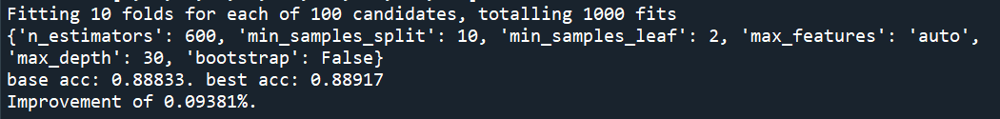 Fitting 10 folds for each of 100 candidates, totalling 1000 fits
{'n_estimators': 600, 'min_samples_split': 10, 'min_samples_leaf': 2, 'max_features': 'auto',
'max_depth': 30, 'bootstrap': False}
base acc: 0.88833. best acc: 0.88917
Improvement of 0.09381%.